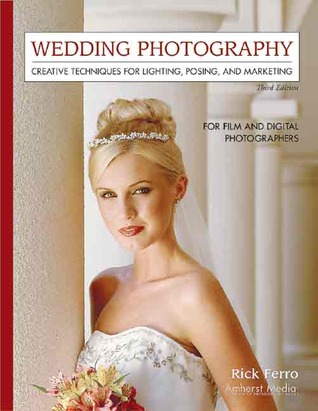 WEDDING PHOTOGRAPHY
CREATIVE TECHNIQUES FOR LIGHTING, POSING, AND MARKETING
Third Edition
FOR FILM AND DIGITAL
PHOTOGRAPHERS
Rick Ferro
Amherst Media